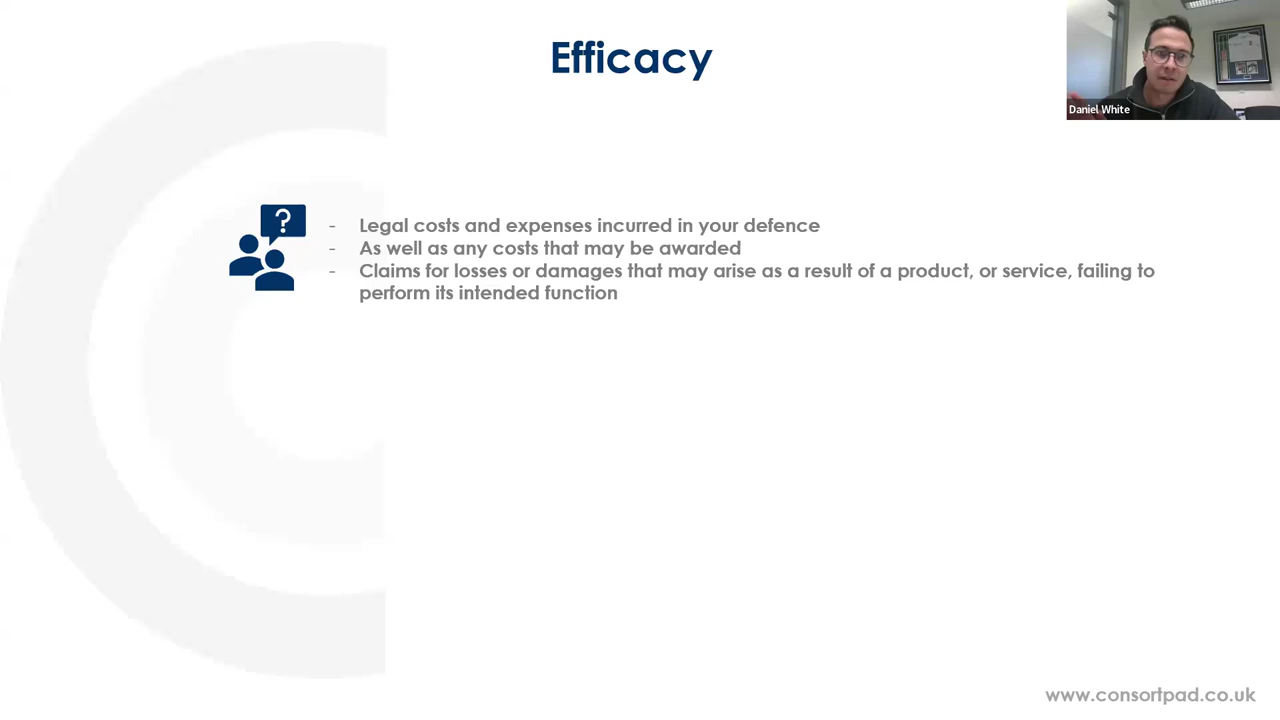 Efficacy
Daniel White
?
- Legal costs and expenses incurred in your defence
- As well as any costs that may be awarded
- Claims for losses or damages that may arise as a result of a product, or service, failing to
perform its intended function
www.consortpad.co.uk